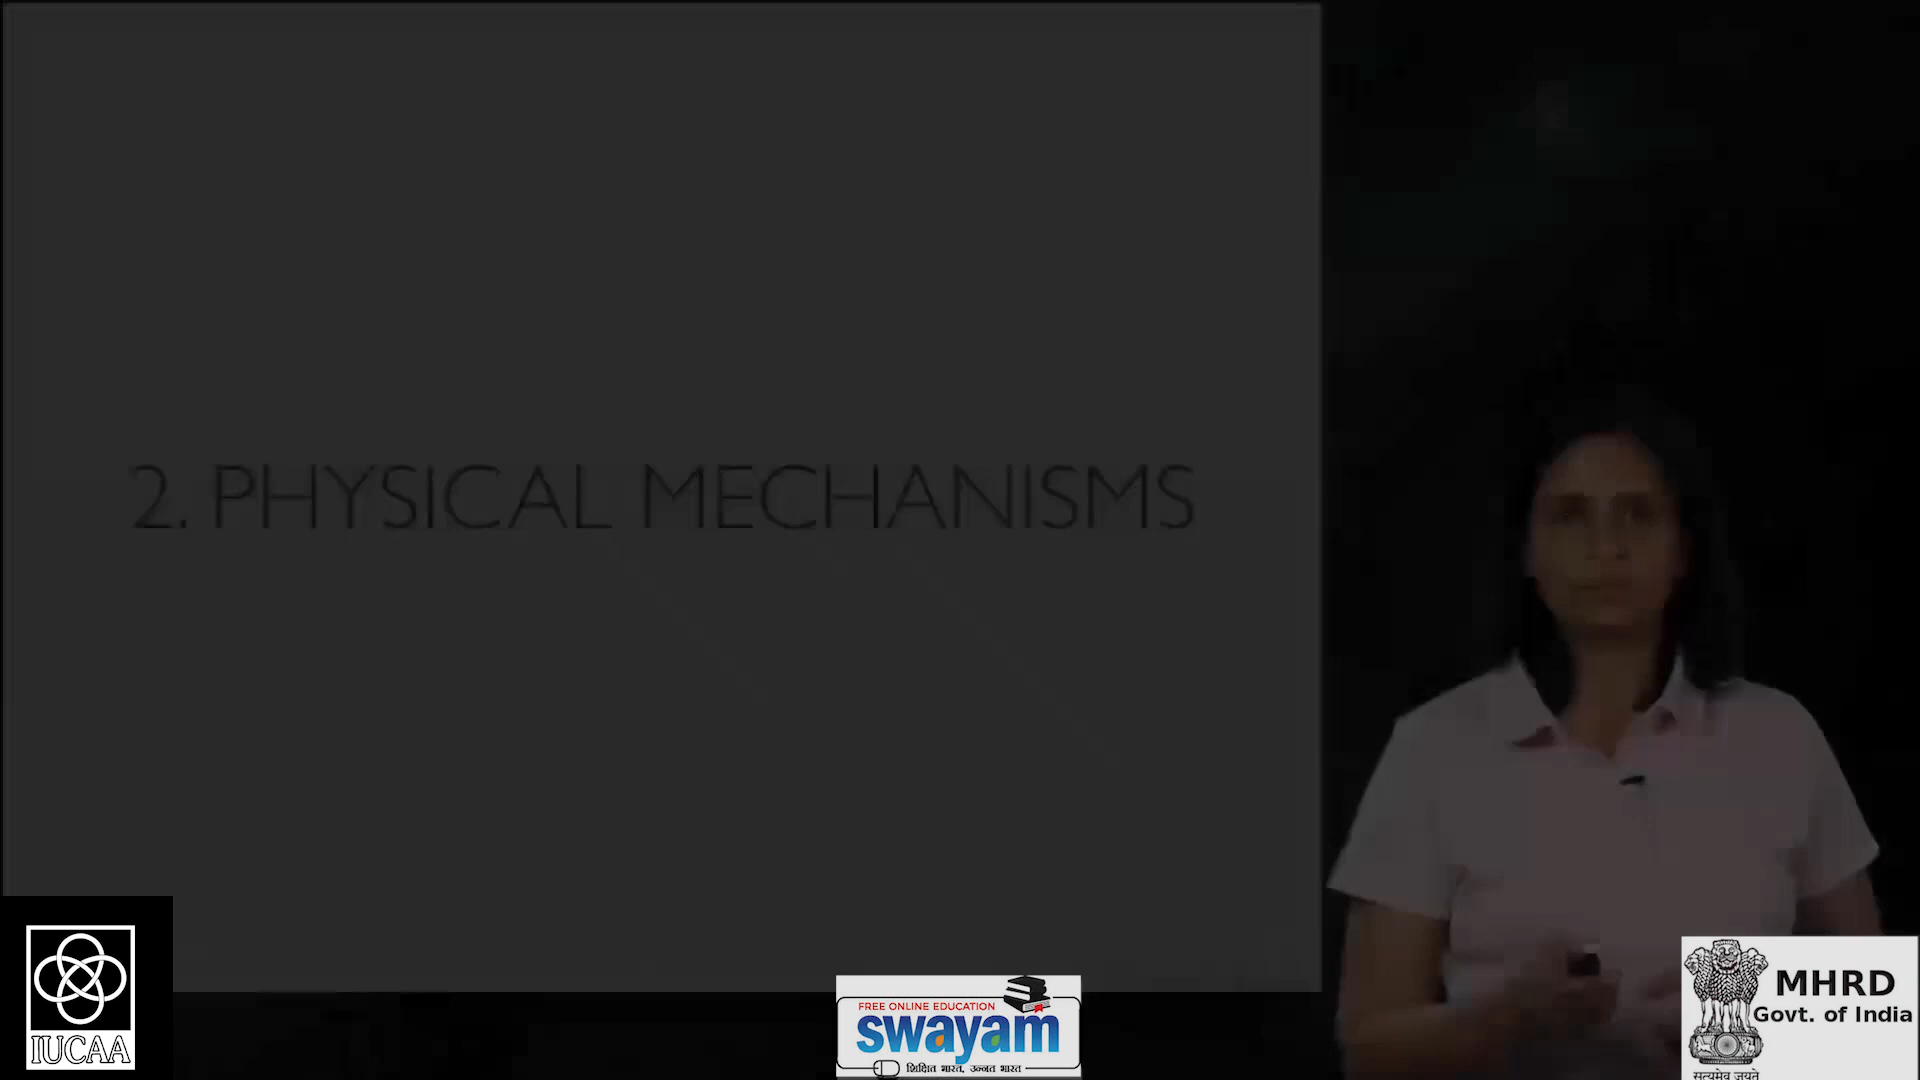 2. PHYSICAL MECHANISMS
IUCAA
FREE ONLINE EDUCATION
swayam
शिक्षित भारत, उन्नत भारत
MHRD
Govt. of India
सत्यमेव जयते